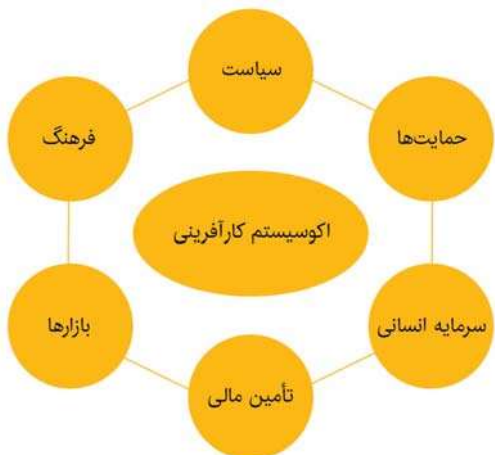 سیاست
حمایت‌ها
فرهنگ
اکوسیستم کارآفرینی
سرمایه انسانی
بازارها
تأمین مالی